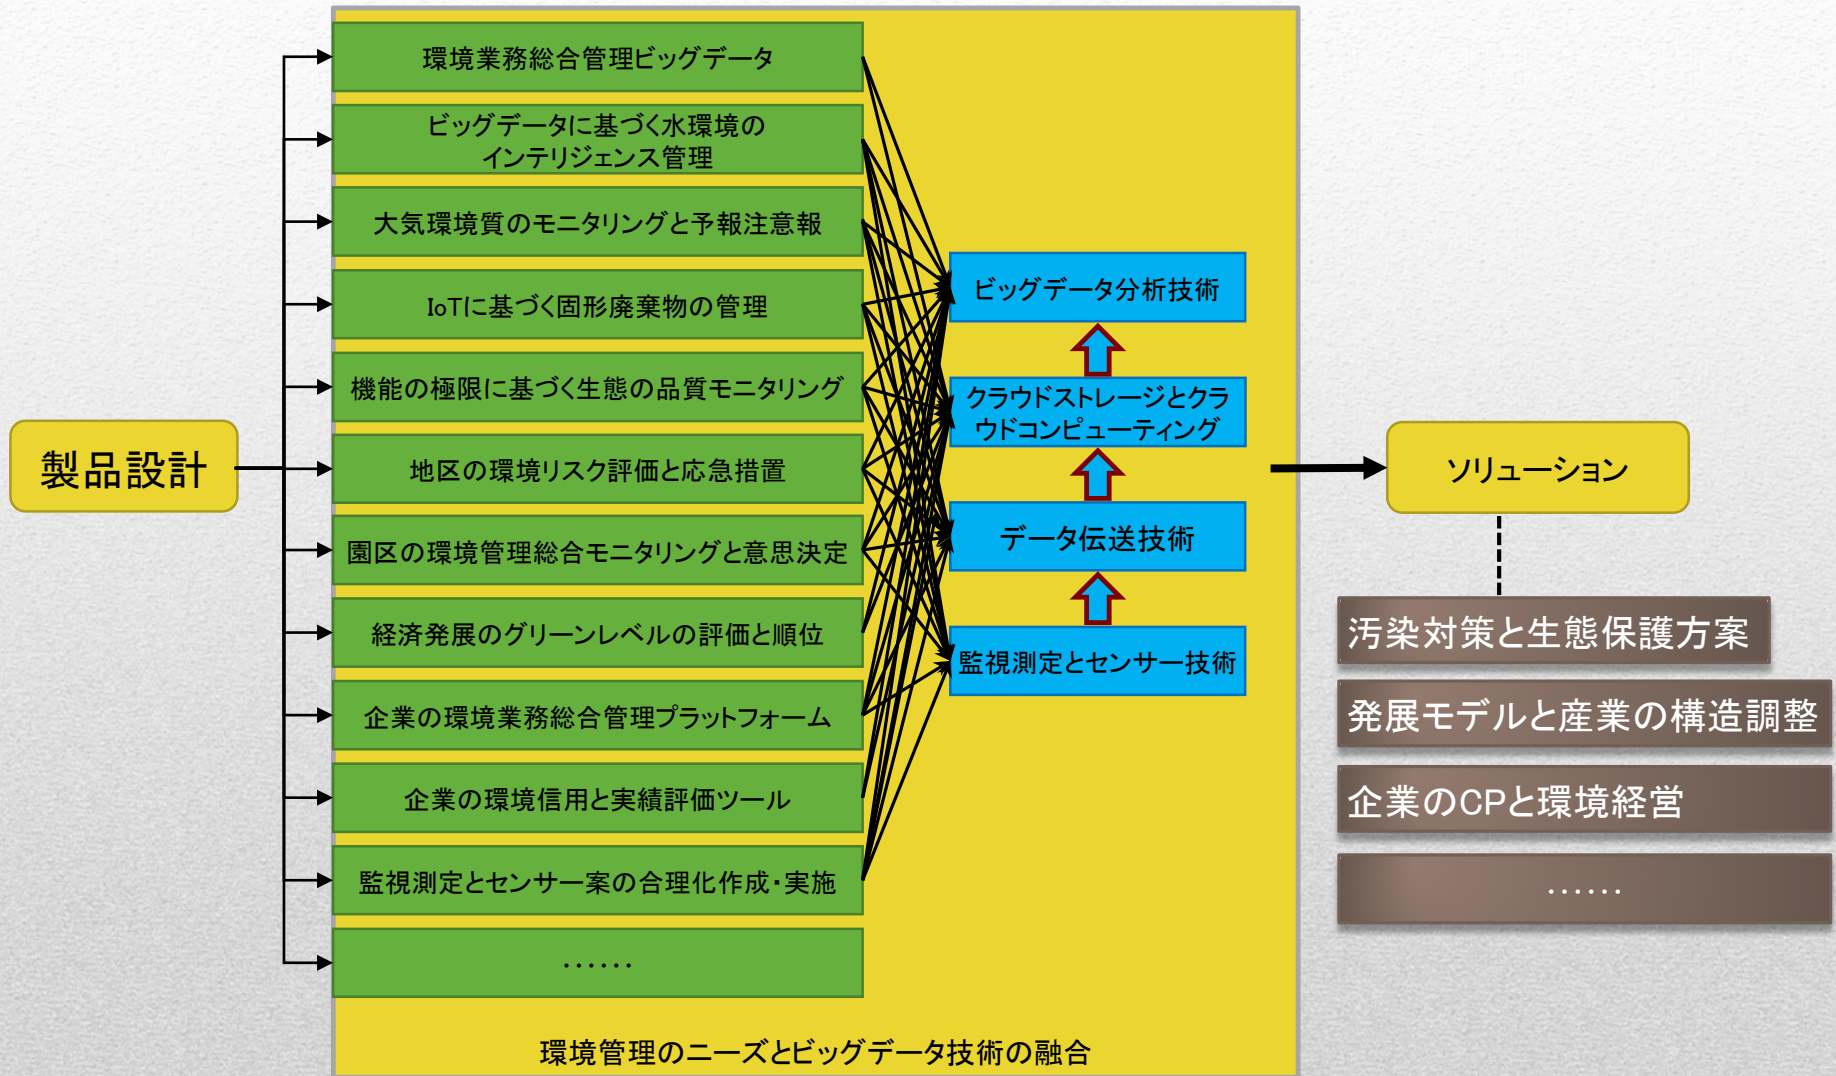 製品設計
環境業務総合管理ビッグデータ
ビッグデータに基づく水環境の
インテリジェンス管理
大気環境質のモニタリングと予報注意報
IoTに基づく固形廃棄物の管理
機能の極限に基づく生態の品質モニタリング
地区の環境リスク評価と応急措置
園区の環境管理総合モニタリングと意思決定
経済発展のグリーンレベルの評価と順位
企業の環境業務総合管理プラットフォーム
企業の環境信用と実績評価ツール
監視測定とセンサー案の合理化作成・実施
……
ビッグデータ分析技術
クラウドストレージとクラ
ウドコンピューティング
データ伝送技術
監視測定とセンサー技術
環境管理のニーズとビッグデータ技術の融合
ソリューション
汚染対策と生態保護方案
発展モデルと産業の構造調整
企業のCPと環境経営
……